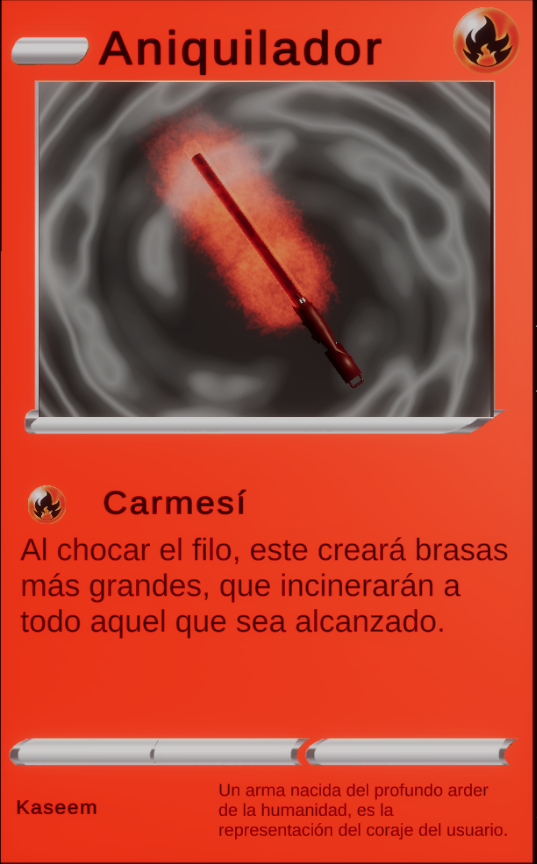 Aniquilador
Carmesí
Al chocar el filo, este creará brasas
más grandes, que incinerarán a
todo aquel que sea alcanzado.
Kaseem
Un arma nacida del profundo arder
de la humanidad, es la
representación del coraje del usuario.